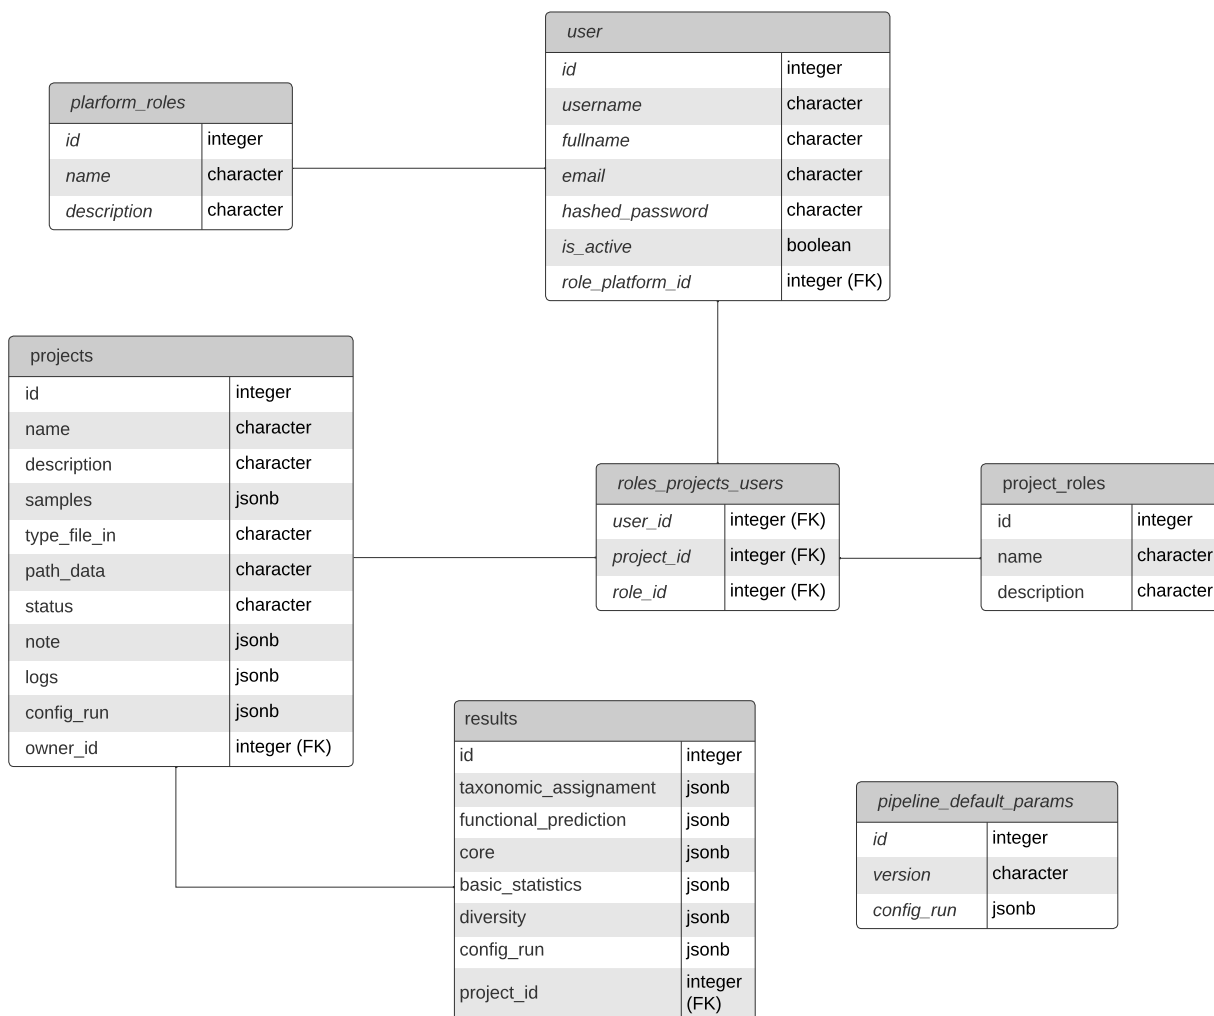 user
id integer
username character
fullname character
email character
hashed_password character
is_active boolean
role_platform_id integer (FK)
plarform_roles
id integer
name character
description character
projects
id integer
name character
description character
samples jsonb
type_file_in character
path_data character
status character
note jsonb
logs jsonb
config_run jsonb
owner_id integer (FK)
roles_projects_users
user_id integer (FK)
project_id integer (FK)
role_id integer (FK)
project_roles
id integer
name character
description character
results
id integer
taxonomic_assignament jsonb
functional_prediction jsonb
core jsonb
basic_statistics jsonb
diversity jsonb
config_run jsonb
project_id integer
(FK)
pipeline_default_params
id integer
version character
config_run jsonb